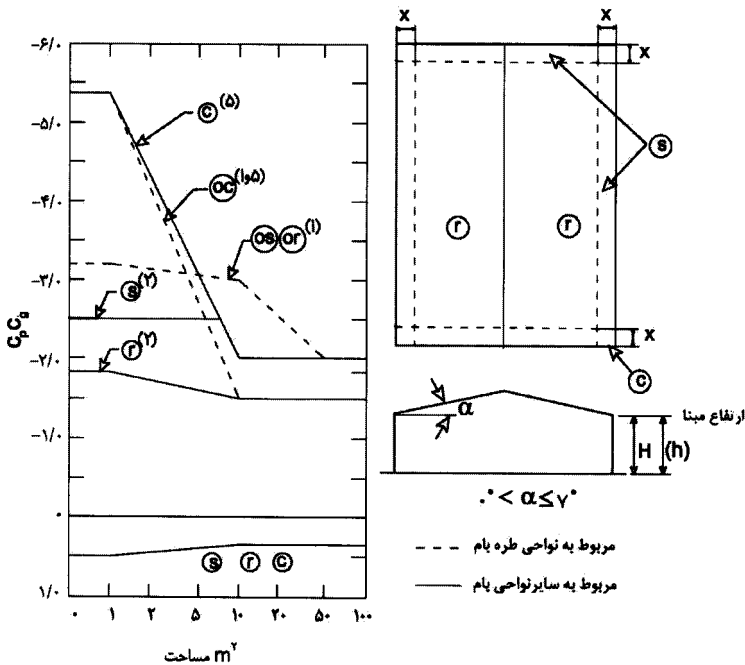 -۶/۰
-۵/۰
-۴/۰
-۳/۰
-۲/۰
-۱/۰
۰
۱/۰
CpCg
c (۵)
oc (۱و۵)
os or (۱)
s (۲)
r (۲)
s r c
۰ ۱ ۲ ۵ ۱۰ ۲۰ ۵۰ ۱۰۰
مساحت m۲
x x
x
s
r r
x
c
α
ارتفاع مبنا
H (h)
۰° < α ≤ ۷°
مربوط به نواحی طره بام
مربوط به سایرنواحی بام